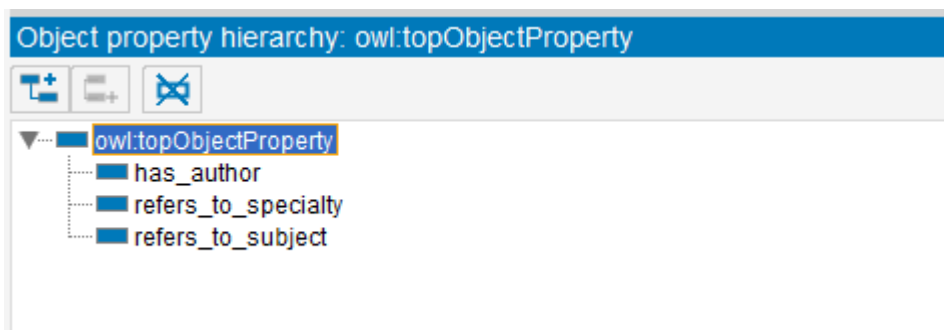 Object property hierarchy: owl:topObjectProperty
owl:topObjectProperty
has_author
refers_to_specialty
refers_to_subject